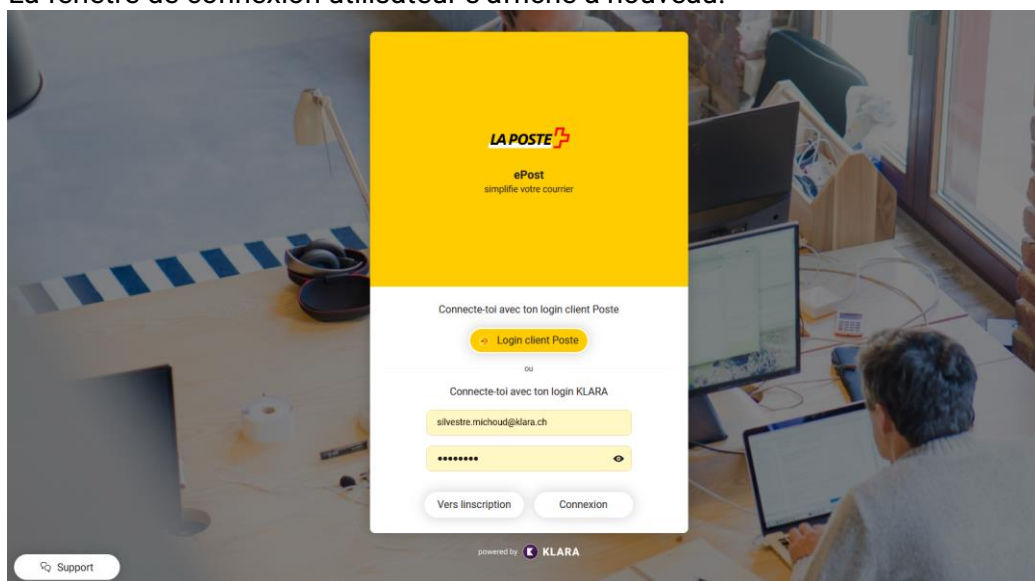 La fenêtre de connexion utilisateur s'affiche à nouveau.
LA POSTE
ePost
simplifie votre courrier
Connecte-toi avec ton login client Poste
Login client Poste
ou
Connecte-toi avec ton login KLARA
silvestre.michoud@klara.ch
Vers linscription
Connexion
powered by KLARA
Support